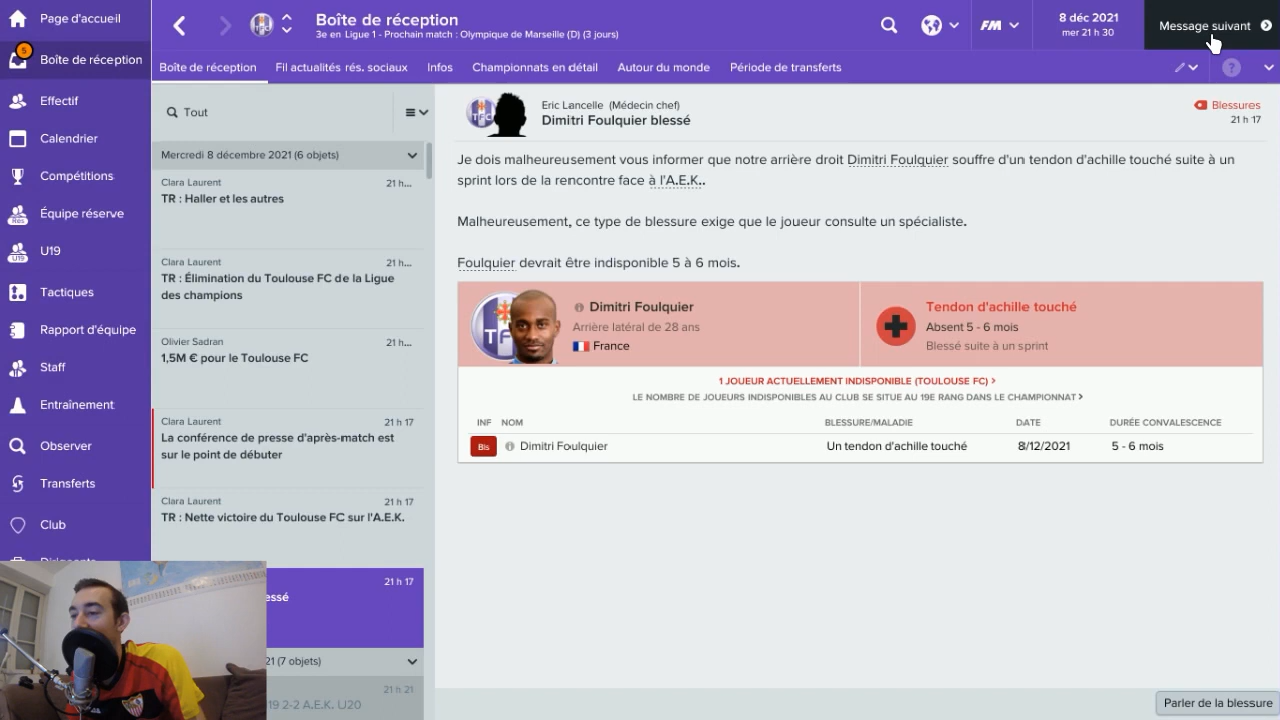 Page d'accueil
5
Boîte de réception
Effectif
Calendrier
Compétitions
Équipe réserve
U19
Tactiques
Rapport d'équipe
Staff
Entraînement
Observer
Transferts
Club
Dirigeants
Boîte de réception
3e en Ligue 1 - Prochain match : Olympique de Marseille (D) (3 jours)
FM
8 déc 2021
mer 21 h 30
Message suivant
Boîte de réception
Fil actualités rés. sociaux
Infos
Championnats en détail
Autour du monde
Période de transferts
Tout
Mercredi 8 décembre 2021 (6 objets)
Clara Laurent 21 h...
TR : Haller et les autres
Clara Laurent 21 h...
TR : Élimination du Toulouse FC de la Ligue
des champions
Olivier Sadran 21 h...
1,5M € pour le Toulouse FC
Clara Laurent 21 h 17
La conférence de presse d'après-match est
sur le point de débuter
Clara Laurent 21 h 17
TR : Nette victoire du Toulouse FC sur l'A.E.K.
21 h 17
essé
21 (7 objets)
21 h 21
19 2-2 A.E.K. U20
Eric Lancelle (Médecin chef)
Dimitri Foulquier blessé
Blessures
21 h 17
Je dois malheureusement vous informer que notre arrière droit Dimitri Foulquier souffre d'un tendon d'achille touché suite à un
sprint lors de la rencontre face à l'A.E.K..
Malheureusement, ce type de blessure exige que le joueur consulte un spécialiste.
Foulquier devrait être indisponible 5 à 6 mois.
Dimitri Foulquier
Arrière latéral de 28 ans
France
Tendon d'achille touché
Absent 5 - 6 mois
Blessé suite à un sprint
1 JOUEUR ACTUELLEMENT INDISPONIBLE (TOULOUSE FC) >
LE NOMBRE DE JOUEURS INDISPONIBLES AU CLUB SE SITUE AU 19E RANG DANS LE CHAMPIONNAT >
INF NOM BLESSURE/MALADIE DATE DURÉE CONVALESCENCE
Bls Dimitri Foulquier Un tendon d'achille touché 8/12/2021 5 - 6 mois
Parler de la blessure